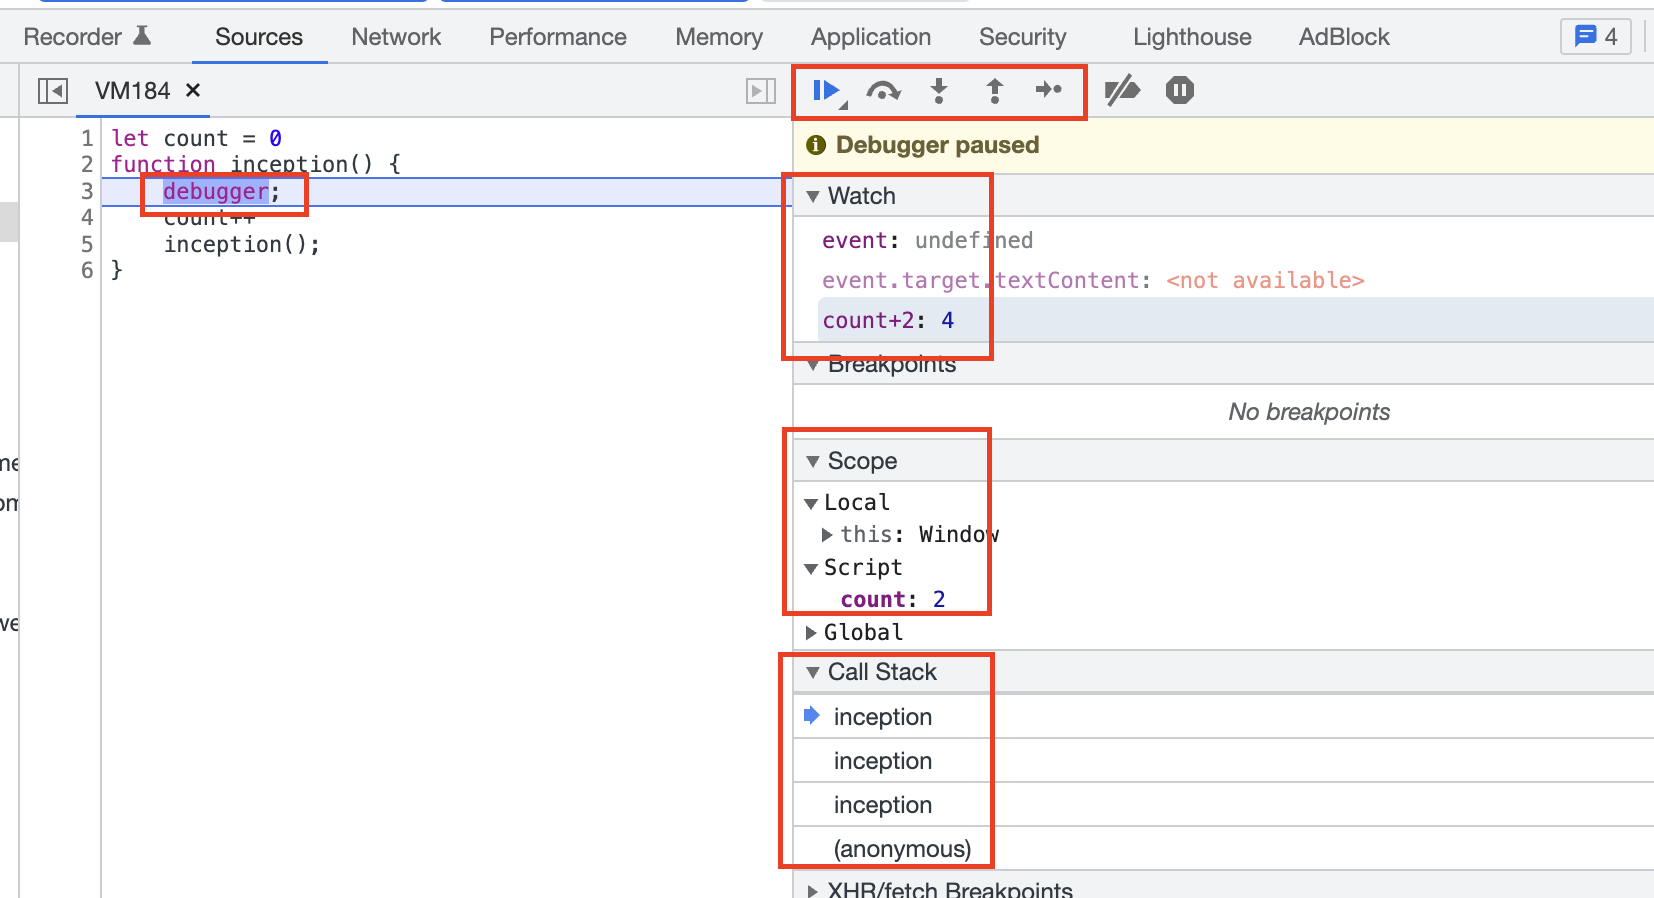 Recorder Sources Network Performance Memory Application Security Lighthouse AdBlock 4
VM184 ×
1 let count = 0
2 function inception() {
3 debugger;
4 count++
5 inception();
6 }
Debugger paused
Watch
event: undefined
event.target.textContent: <not available>
count+2: 4
Breakpoints
No breakpoints
Scope
Local
this: Window
Script
count: 2
Global
Call Stack
inception
inception
inception
(anonymous)
XHR/fetch Breakpoints